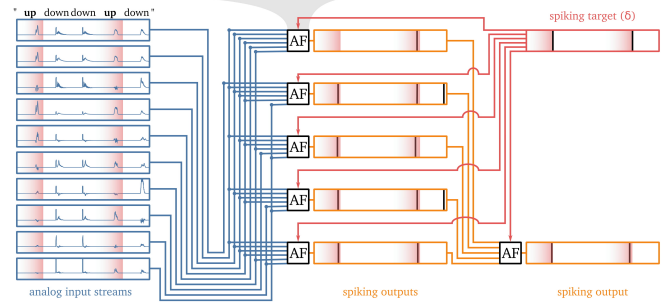 " up down down up down "
spiking target (δ)
AF
AF
AF
AF
AF
AF
analog input streams
spiking outputs
spiking output